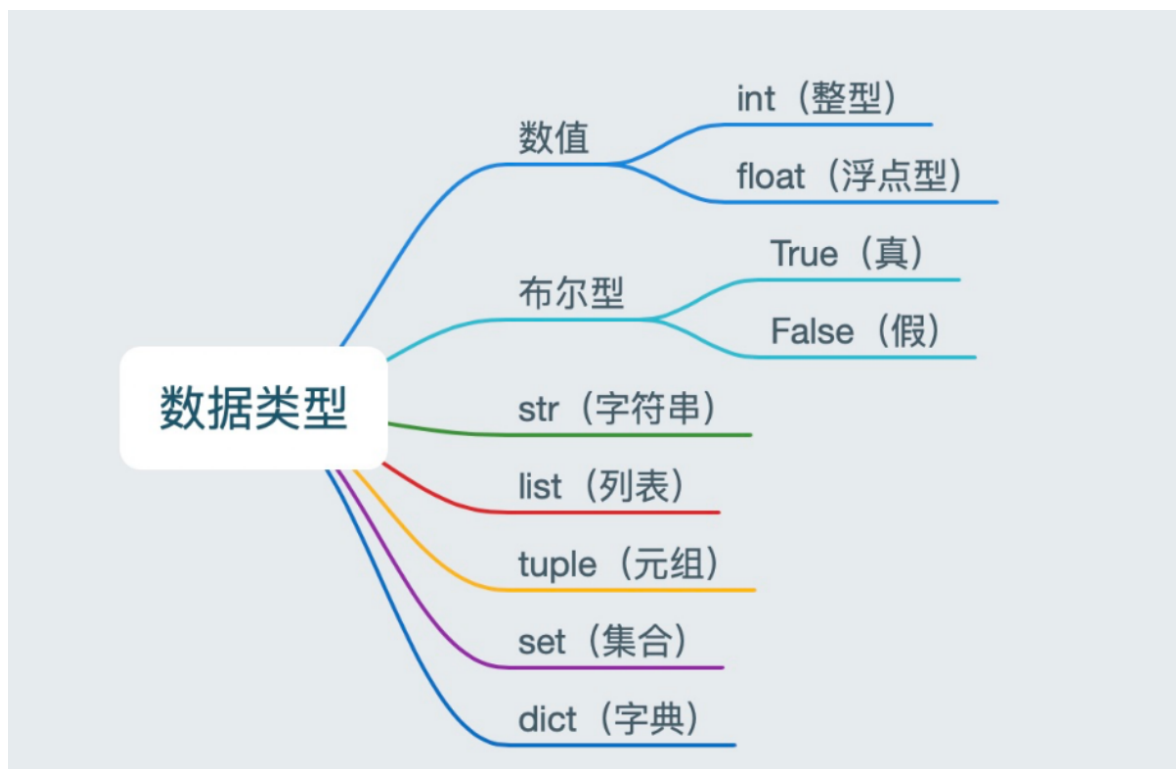 int（整型）
数值
float（浮点型）
True（真）
布尔型
False（假）
数据类型
str（字符串）
list（列表）
tuple（元组）
set（集合）
dict（字典）